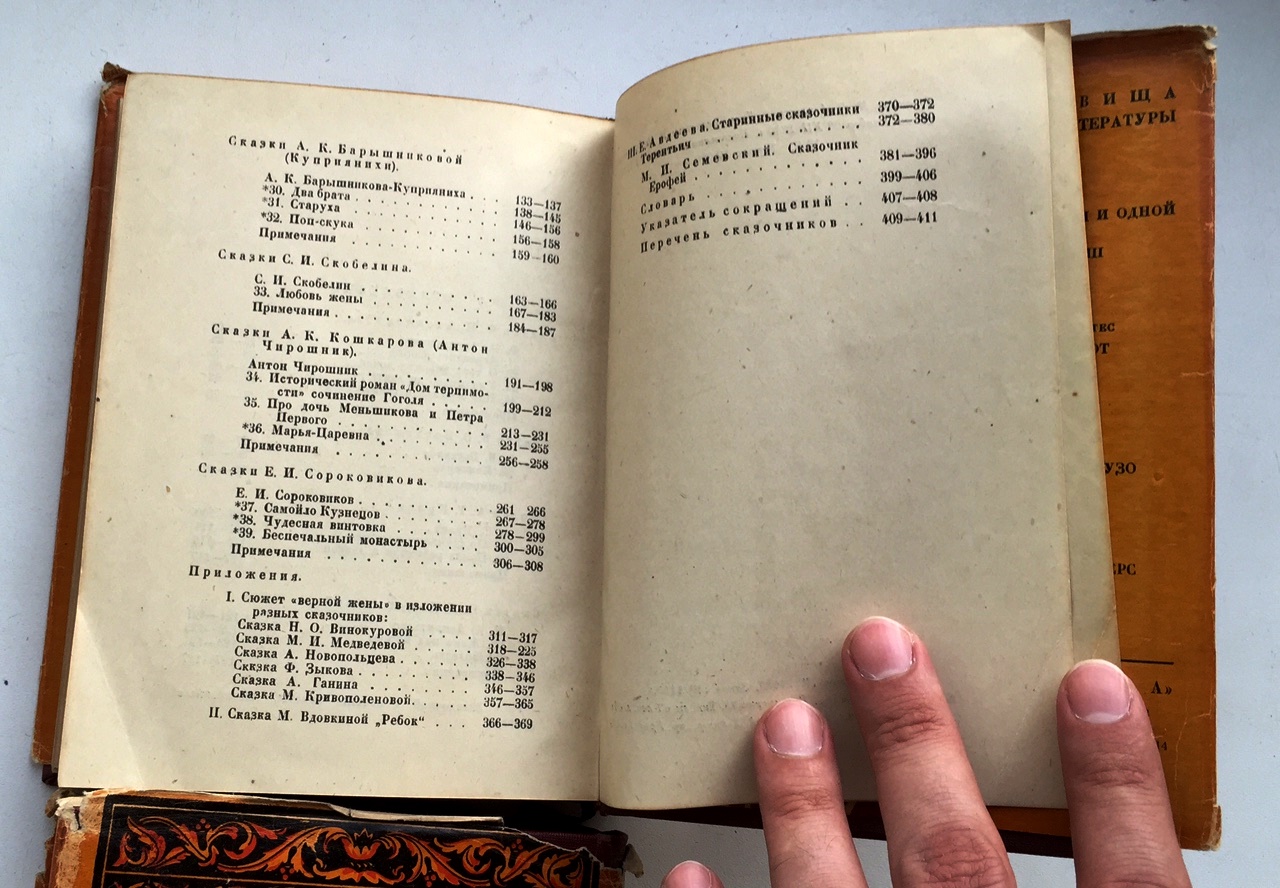 Сказки А. К. Барышниковой
(Куприянихи).
А. К. Барышникова-Куприяниха . . . 133—137
*30. Два брата . . . . . . . . 138—145
*31. Старуха . . . . . . . . 146—156
*32. Поп-скука . . . . . . . . 156—158
Примечания . . . . . . . . 159—160
Сказки С. И. Скобелина.
С. И. Скобелин . . . . . . . . 163—166
33. Любовь жены . . . . . . . . 167—183
Примечания . . . . . . . . 184—187
Сказки А. К. Кошкарова (Антон
Чирошник).
Антон Чирошник . . . . . . . . 191—198
34. Исторический роман «Дом терпимо-
сти» сочинение Гоголя . . . . . 199—212
35. Про дочь Меньшикова и Петра
Первого . . . . . . . . 213—231
*36. Марья-Царевна . . . . . . . . 231—255
Примечания . . . . . . . . 256—258
Сказки Е. И. Сороковикова.
Е. И. Сороковиков . . . . . . . . 261 266
*37. Самойло Кузнецов . . . . . . . 267—278
*38. Чудесная винтовка . . . . . . . 278—299
*39. Беспечальный монастырь . . . . 300—305
Примечания . . . . . . . . 306—308
Приложения.
I. Сюжет «верной жены» в изложении
разных сказочников:
Сказка Н. О. Винокуровой . . . . 311—317
Сказка М. И. Медведевой . . . . 318—225
Сказка А. Новопольцева . . . . . 326—338
Скказка Ф. Зыкова . . . . . . . 338—346
Сказка А. Ганина . . . . . . . 346—357
Сказка М. Кривополеновой . . . . 357—365
II. Сказка М. Вдовкиной „Ребок“ . . . . 366—369
III. Е. Авдеева. Старинные сказочники 370—372
Терентьич . . . . . . . . 372—380
М. И. Семевский. Сказочник
Ерофей . . . . . . . . 381—396
Словарь . . . . . . . . 399—406
Указатель сокращений . . 407—408
Перечень сказочников . . 409—411
ВИЩА
ТЕРАТУРЫ
И ОДНОЙ
УЗО
ЕРС
А»